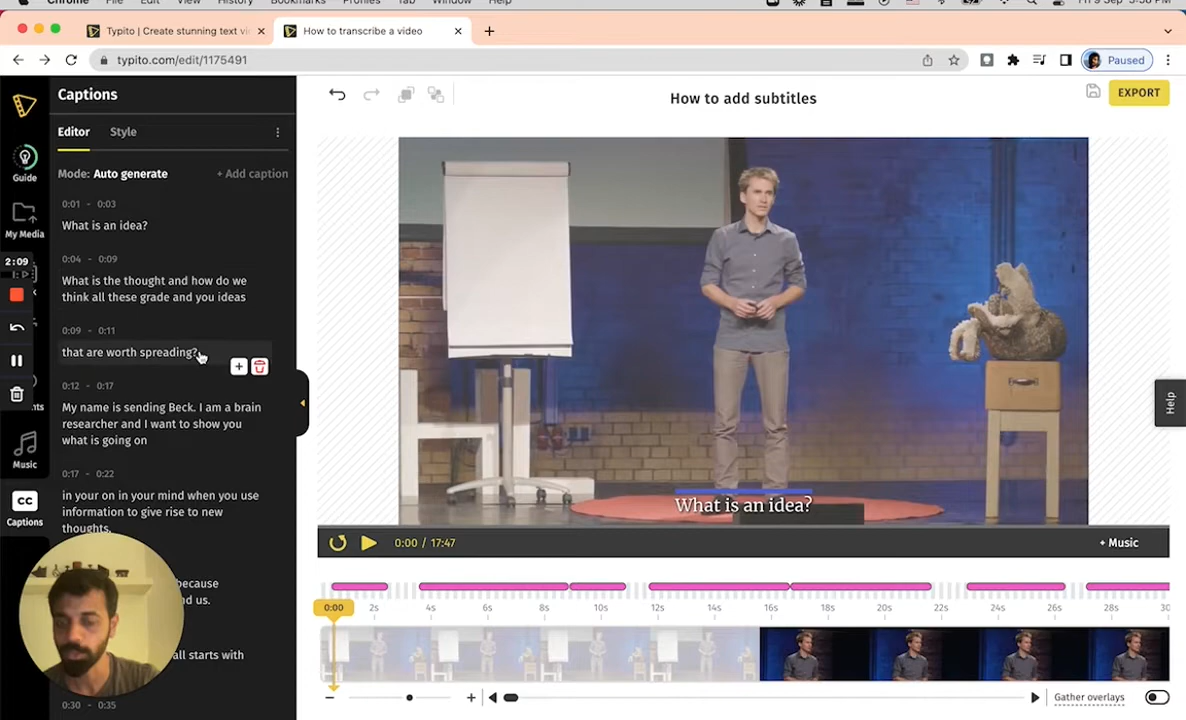 Chrome File Edit View History Bookmarks Profiles Tab Window Help
Typito | Create stunning text vi
How to transcribe a video
typito.com/edit/1175491
Paused
Captions
Editor Style
Mode: Auto generate + Add caption
0:01 - 0:03
What is an idea?
0:04 - 0:09
What is the thought and how do we
think all these grade and you ideas
0:09 - 0:11
that are worth spreading?
0:12 - 0:17
My name is sending Beck. I am a brain
researcher and I want to show you
what is going on
0:17 - 0:22
in your on in your mind when you use
information to give rise to new
thoughts.
because
nd us.
all starts with
0:30 - 0:35
Guide
My Media
2:09
Music
CC
Captions
How to add subtitles
EXPORT
What is an idea?
0:00 / 17:47
+ Music
Help
0:00 2s 4s 6s 8s 10s 12s 14s 16s 18s 20s 22s 24s 26s 28s 30
Gather overlays